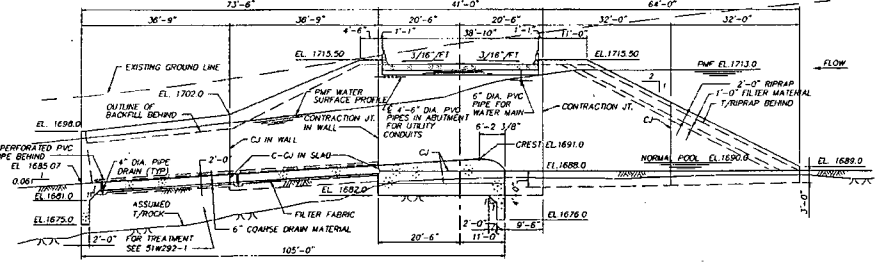 73'-6" 41'-0" 64'-0"
36'-9" 36'-9" 20'-6" 20'-6" 32'-0" 32'-0"
4'-6" 1'-1" 38'-10" 1'-1" 11'-0"
EL. 1715.50 3/16"/FT 3/16"/FT EL.1715.50
PMF EL.1713.0
FLOW
EXISTING GROUND LINE
2
1
2'-0" RIPRAP
1'-0" FILTER MATERIAL
T/RIPRAP BEHIND
EL. 1702.0
OUTLINE OF
BACKFILL BEHIND
PMF WATER
SURFACE PROFILE
4'-6" DIA. PVC
PIPES IN ABUTMENT
FOR UTILITY
CONDUITS
6" DIA. PVC
PIPE FOR
WATER MAIN
CONTRACTION JT.
EL. 1698.0
CJ IN WALL
CONTRACTION JT.
IN WALL
6'-2 3/8"
CJ
PERFORATED PVC
PE BEHIND
CREST EL.1691.0
NORMAL POOL EL.1690.0
EL 1685.07
4" DIA. PIPE
DRAIN (TYP)
2'-0"
C-CJ IN SLAB
CJ
EL.1688.0
EL. 1689.0
0.06
EL.1681.0
EL. 1682.0
4'-0"
3'-0"
EL.1675.0
ASSUMED
T/ROCK
FILTER FABRIC
6" COARSE DRAIN MATERIAL
EL.1676.0
2'-0"
FOR TREATMENT
SEE 51W292-1
2'-0"
9'-6"
20'-6" 11'-0"
105'-0"